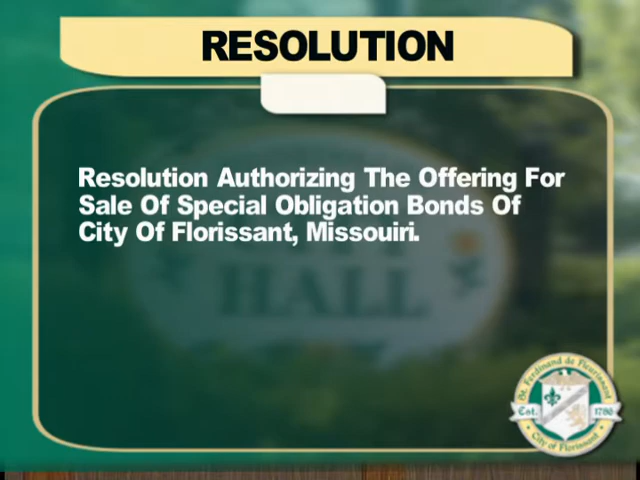 RESOLUTION
Resolution Authorizing The Offering For
Sale Of Special Obligation Bonds Of
City Of Florissant, Missouiri.
HALL
St. Ferdinand de Fleurissant
Est. 1786
City of Florissant